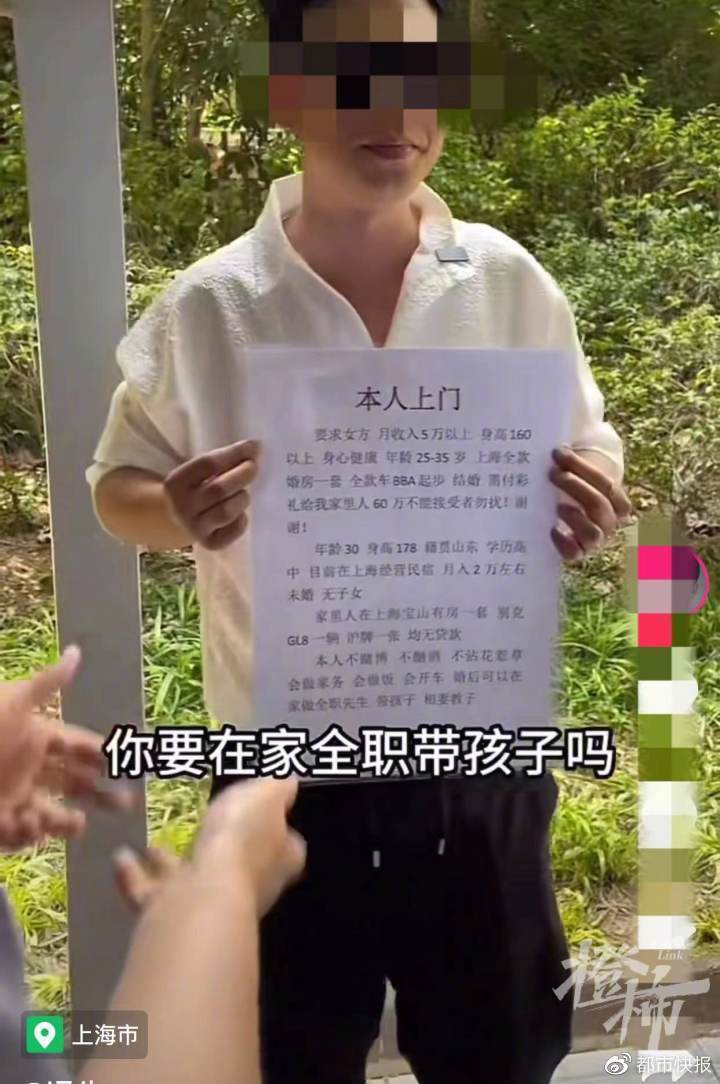 本人上门
要求女方 月收入5万以上 身高160
以上 身心健康 年龄25-35岁 上海全款
婚房一套 全款车BBA起步 结婚 需付彩
礼给我家里人60万不能接受者勿扰!谢
谢!
年龄30 身高178 籍贯山东 学历高
中 目前在上海经营民宿 月入2万左右
未婚 无子女
家里人在上海宝山有房一套 别克
GL8一辆 沪牌一张 均无贷款
本人不赌博 不酗酒 不沾花惹草
会做家务 会做饭 会开车 婚后可以在
家做全职先生 带孩子 相妻教子
你要在家全职带孩子吗
Link
橙柿
上海市
都市快报